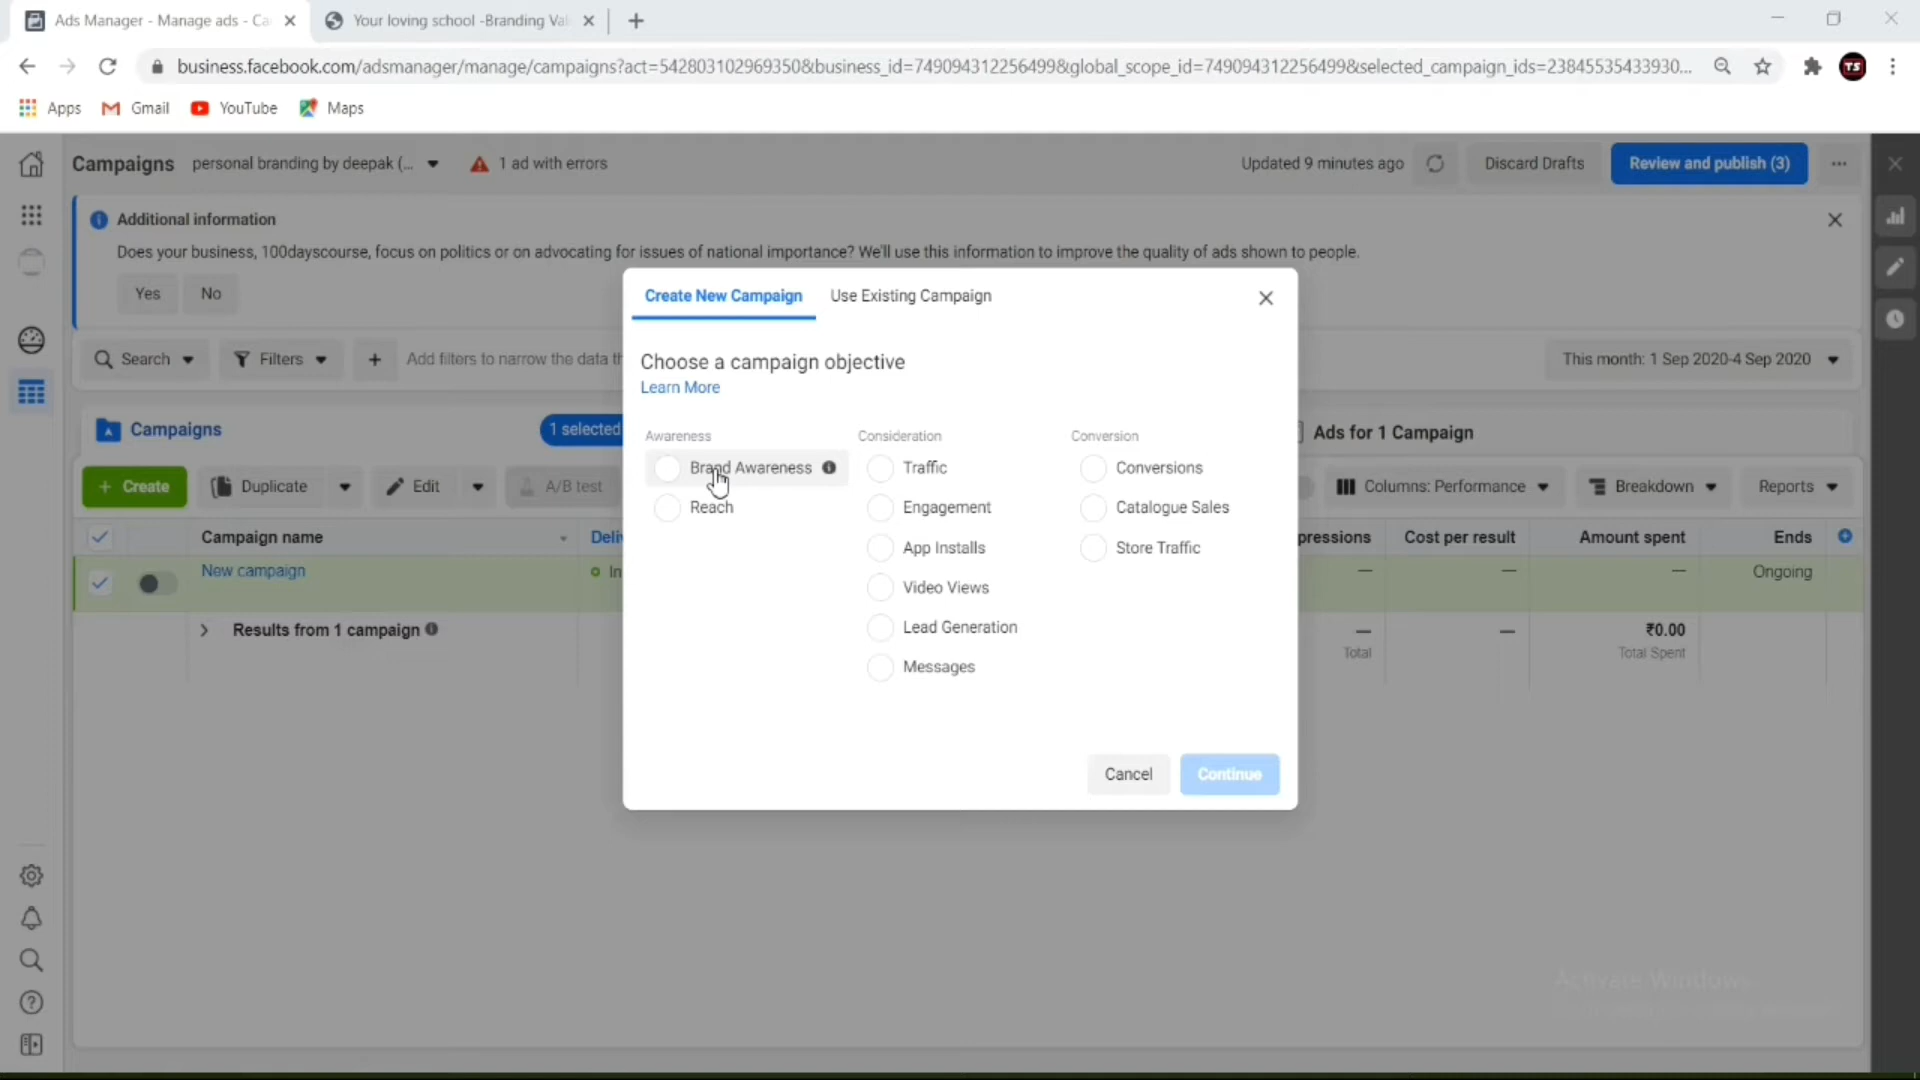 Ads Manager - Manage ads - Ca
Your loving school -Branding Val
business.facebook.com/adsmanager/manage/campaigns?act=542803102969350&business_id=749094312256499&global_scope_id=749094312256499&selected_campaign_ids=23845535433930...
TS
Apps
Gmail
YouTube
Maps
Campaigns
personal branding by deepak (...
1 ad with errors
Updated 9 minutes ago
Discard Drafts
Review and publish (3)
Additional information
Does your business, 100dayscourse, focus on politics or on advocating for issues of national importance? We'll use this information to improve the quality of ads shown to people.
Yes
No
Create New Campaign
Use Existing Campaign
Search
Filters
Add filters to narrow the data th
This month: 1 Sep 2020-4 Sep 2020
Choose a campaign objective
Learn More
Campaigns
1 selected
Ads for 1 Campaign
Awareness
Consideration
Conversion
Brand Awareness
Traffic
Conversions
Reach
Engagement
Catalogue Sales
App Installs
Store Traffic
Video Views
Lead Generation
Messages
Cancel
Continue
+ Create
Duplicate
Edit
A/B test
Columns: Performance
Breakdown
Reports
Campaign name
Deli
pressions
Cost per result
Amount spent
Ends
New campaign
In
—
—
—
Ongoing
Results from 1 campaign
—
—
₹0.00
Total
Total Spent
Activate Windows